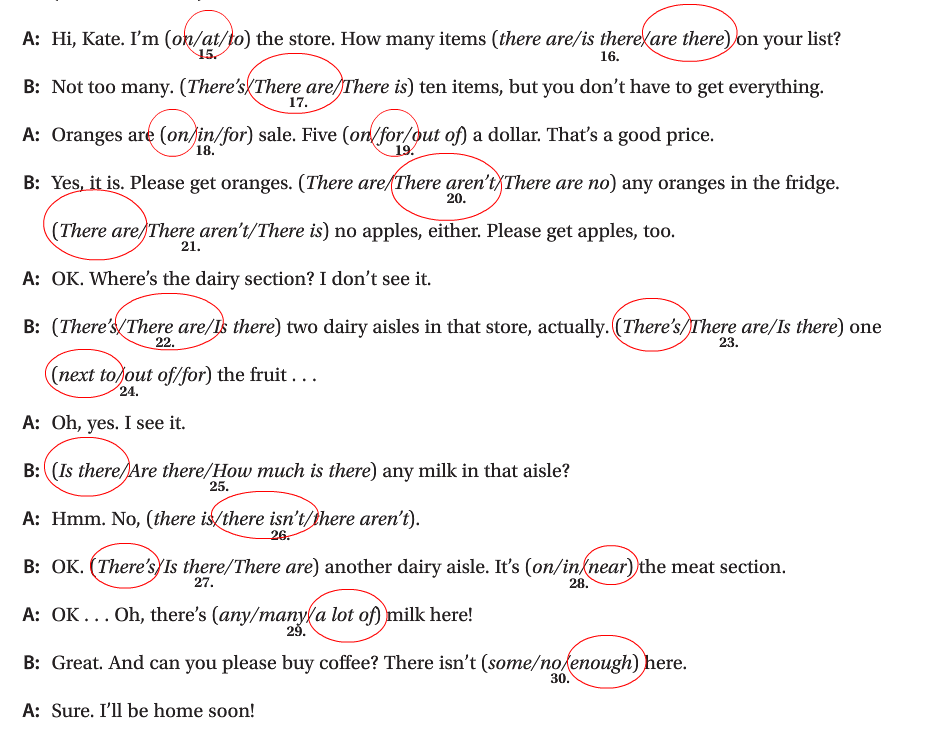 A: Hi, Kate. I'm (on/at/to) the store. How many items (there are/is there/are there) on your list?
15. 16.
B: Not too many. (There's/There are/There is) ten items, but you don't have to get everything.
17.
A: Oranges are (on/in/for) sale. Five (on/for/out of) a dollar. That's a good price.
18. 19.
B: Yes, it is. Please get oranges. (There are/There aren't/There are no) any oranges in the fridge.
20.
(There are/There aren't/There is) no apples, either. Please get apples, too.
21.
A: OK. Where's the dairy section? I don't see it.
B: (There's/There are/Is there) two dairy aisles in that store, actually. (There's/There are/Is there) one
22. 23.
(next to/out of/for) the fruit . . .
24.
A: Oh, yes. I see it.
B: (Is there/Are there/How much is there) any milk in that aisle?
25.
A: Hmm. No, (there is/there isn't/there aren't).
26.
B: OK. (There's/Is there/There are) another dairy aisle. It's (on/in/near) the meat section.
27. 28.
A: OK . . . Oh, there's (any/many/a lot of) milk here!
29.
B: Great. And can you please buy coffee? There isn't (some/no/enough) here.
30.
A: Sure. I'll be home soon!